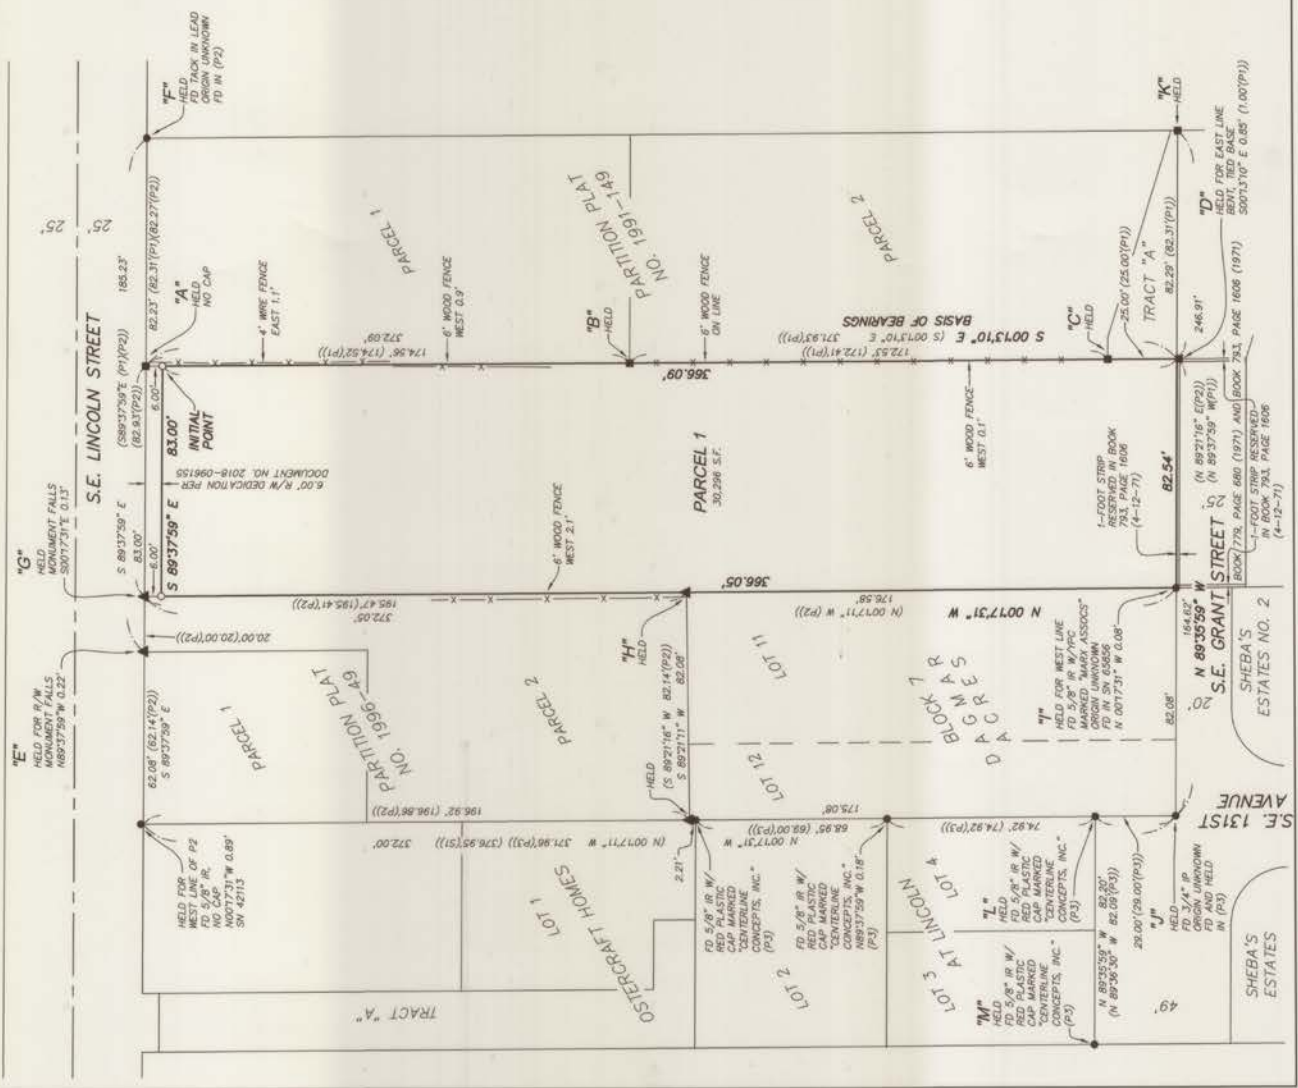 "E"
HELD FOR R/W
MONUMENT FALLS
N89°37'59"W 0.22'
"G"
HELD
MONUMENT FALLS
S00°17'31"E 0.13'
S.E. LINCOLN STREET
25'
25'
"F"
HELD
FD TACK IN LEAD
ORIGIN UNKNOWN
FD IN (P2)
HELD FOR
WEST LINE OF P2
FD 5/8" IR,
NO CAP
N00°17'31"W 0.89'
SN 42113
62.08' (62.14'(P2))
S 89°37'59" E
20.00'(20.00'(P2))
S 89°37'59" E
83.00'
(S89°37'59"E (P1)(P2))
(82.93'(P2))
185.23'
82.23' (82.31'(P1)(82.27'(P2))
"A"
HELD
NO CAP
6.00'
6.00'
S 89°37'59" E
83.00'
INITIAL
POINT
6.00' R/W DEDICATION PER
DOCUMENT NO. 2018-096155
4' WIRE FENCE
EAST 1.1'
6' WOOD FENCE
WEST 0.9'
174.56' (174.52'(P1))
372.09'
PARCEL 1
PARTITION PLAT
NO. 1991-149
PARCEL 2
"B"
HELD
6' WOOD FENCE
ON LINE
S 00°13'10" E (S 00°13'10" E 371.93'(P1))
BASIS OF BEARINGS
172.53' (172.41'(P1))
366.09'
PARCEL 1
30,296 S.F.
6' WOOD FENCE
WEST 0.1'
"C"
HELD
25.00'(25.00'(P1))
TRACT "A"
82.29' (82.31'(P1))
"K"
HELD
"D"
HELD FOR EAST LINE
BENT, TIED BASE
S00°13'10" E 0.85' (1.00'(P1))
246.91'
6' WOOD FENCE
WEST 2.1'
195.47'(195.41'(P2))
372.05'
366.05'
"H"
HELD
176.58'
(N 00°17'11" W (P2))
N 00°17'31" W
1-FOOT STRIP
RESERVED IN BOOK
793, PAGE 1606
(4-12-71)
82.54'
(N 89°21'16" E(P2))
(N 89°37'59" W(P1))
BOOK 779, PAGE 680 (1971) AND BOOK 793, PAGE 1606 (1971)
1-FOOT STRIP RESERVED
IN BOOK 793, PAGE 1606
(4-12-71)
25'
N 89°35'59" W
S.E. GRANT STREET
164.62'
20'
PARCEL 1
PARTITION PLAT
NO. 1996-49
PARCEL 2
HELD
(S 89°21'16" W 82.14'(P2))
S 89°21'11" W 82.08'
LOT 11
LOT 12
BLOCK 7
DAGMAR
ACRES
"I"
HELD FOR WEST LINE
FD 5/8" IR W/YPC
MARKED "MARX ASSOCS"
ORIGIN UNKNOWN
FD IN SN 65856
N 00°17'31" W 0.08'
82.08'
SHEBA'S
ESTATES NO. 2
S.E. 131ST
AVENUE
196.92' (196.86'(P2))
(N 00°17'11" W 371.96'(P3)) (376.95'(S1)) 372.00'
N 00°17'31" W
175.08'
68.95' (69.00'(P3))
74.92' (74.92'(P3))
2.21'
FD 5/8" IR W/
RED PLASTIC
CAP MARKED
"CENTERLINE
CONCEPTS, INC."
(P3)
FD 5/8" IR W/
RED PLASTIC
CAP MARKED
"CENTERLINE
CONCEPTS, INC."
N89°37'59"W 0.18'
(P3)
"L"
HELD
FD 5/8" IR W/
RED PLASTIC
CAP MARKED
"CENTERLINE
CONCEPTS, INC."
(P3)
N 89°35'59" W 82.20'
(N 89°36'30" W 82.09'(P3))
29.00'(29.00'(P3))
"J"
HELD
FD 3/4" IP
ORIGIN UNKNOWN
FD AND HELD
IN (P3)
"M"
HELD
FD 5/8" IR W/
RED PLASTIC
CAP MARKED
"CENTERLINE
CONCEPTS, INC."
(P3)
LOT 1
OSTERCRAFT HOMES
AT LINCOLN
LOT 2
LOT 3
LOT 4
TRACT "A"
49'
SHEBA'S
ESTATES